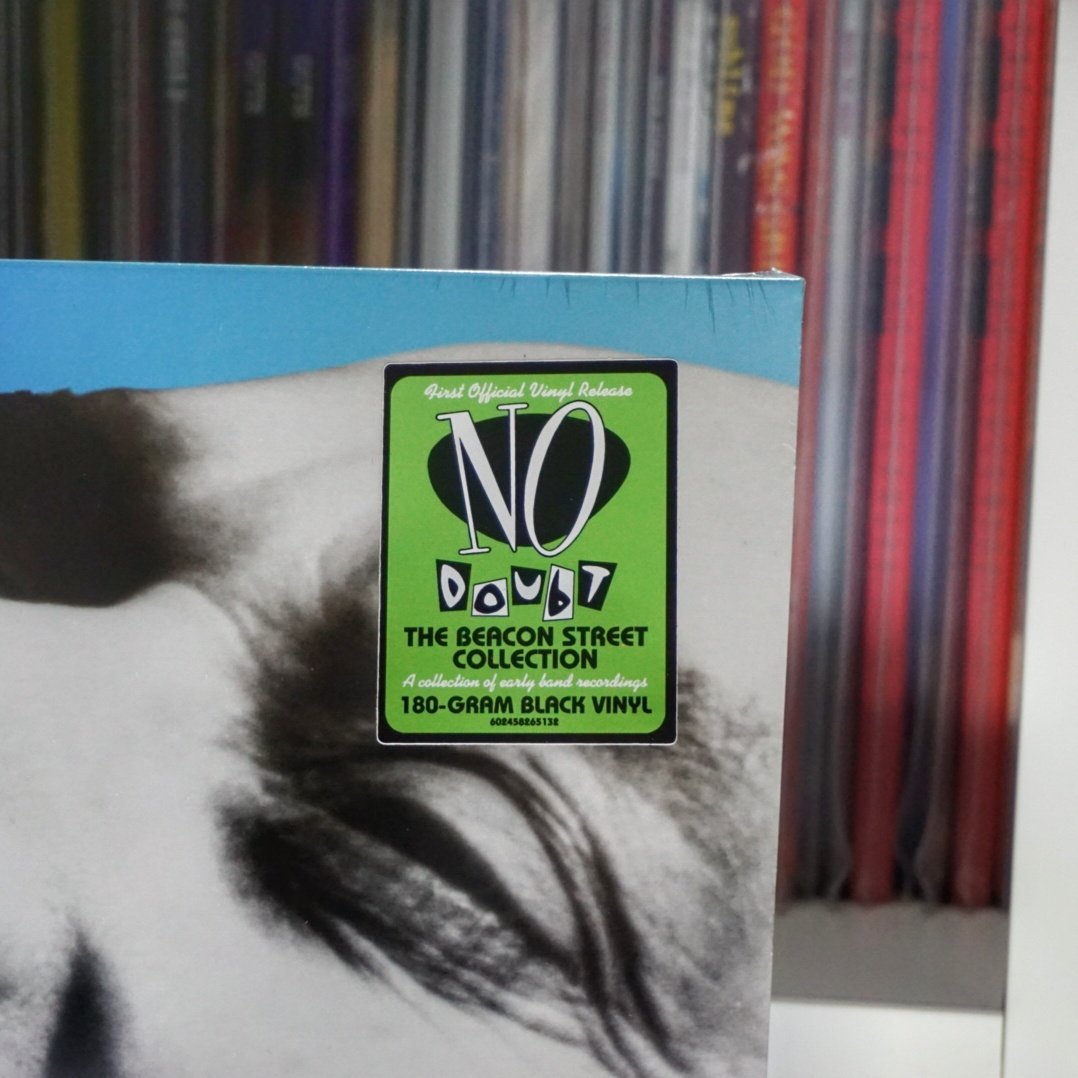 First Official Vinyl Release
NO
DOUBT
THE BEACON STREET
COLLECTION
A collection of early band recordings
180-GRAM BLACK VINYL
602458265132